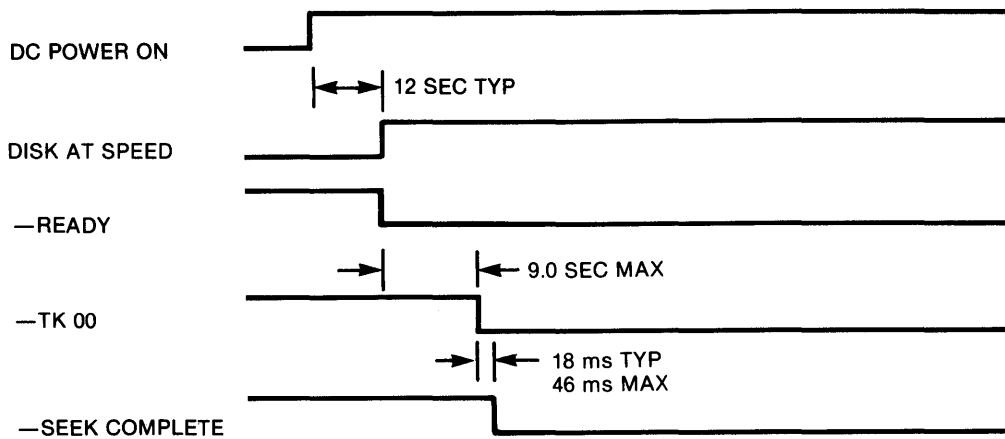 DC POWER ON
12 SEC TYP
DISK AT SPEED
—READY
9.0 SEC MAX
—TK 00
18 ms TYP
46 ms MAX
—SEEK COMPLETE